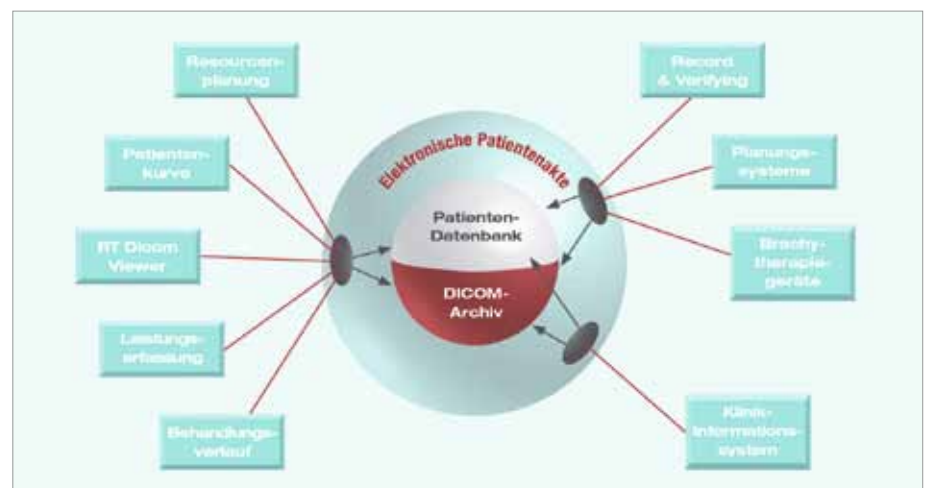 Resourcen-
planung
Patienten-
kurve
RT Dicom
Viewer
Leistungs-
erfassung
Behandlungs-
verlauf
Elektronische Patientenakte
Patienten-
Datenbank
DICOM-
Archiv
Record
& Verifying
Planungs-
systeme
Brachy-
therapie-
geräte
Klinik-
Informations-
system